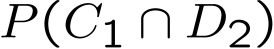 P(C₁ ∩ D₂)